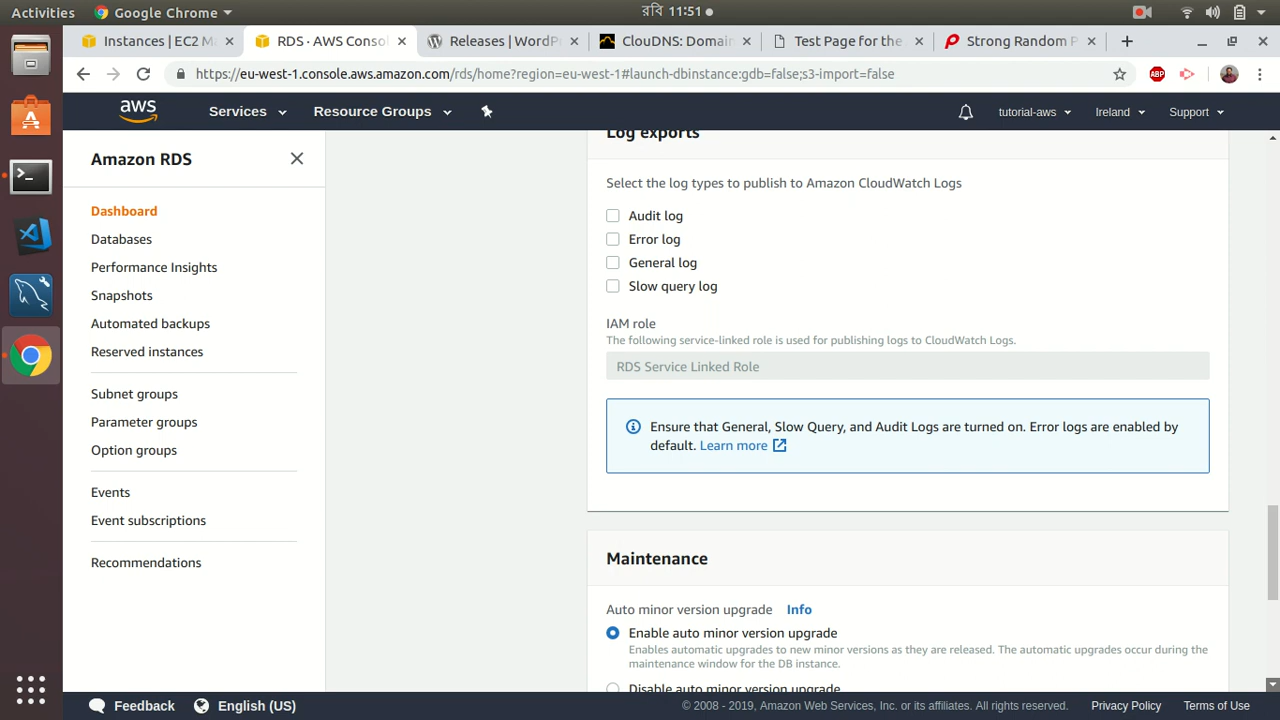 Activities Google Chrome রবি 11:51
Instances | EC2 M
RDS · AWS Conso
Releases | WordP
ClouDNS: Domai
Test Page for the
Strong Random P
https://eu-west-1.console.aws.amazon.com/rds/home?region=eu-west-1#launch-dbinstance:gdb=false;s3-import=false
ABP
aws Services Resource Groups tutorial-aws Ireland Support
Amazon RDS
Dashboard
Databases
Performance Insights
Snapshots
Automated backups
Reserved instances
Subnet groups
Parameter groups
Option groups
Events
Event subscriptions
Recommendations
Log exports
Select the log types to publish to Amazon CloudWatch Logs
Audit log
Error log
General log
Slow query log
IAM role
The following service-linked role is used for publishing logs to CloudWatch Logs.
RDS Service Linked Role
Ensure that General, Slow Query, and Audit Logs are turned on. Error logs are enabled by
default. Learn more
Maintenance
Auto minor version upgrade Info
Enable auto minor version upgrade
Enables automatic upgrades to new minor versions as they are released. The automatic upgrades occur during the
maintenance window for the DB instance.
Disable auto minor version upgrade
Feedback English (US) © 2008 - 2019, Amazon Web Services, Inc. or its affiliates. All rights reserved. Privacy Policy Terms of Use